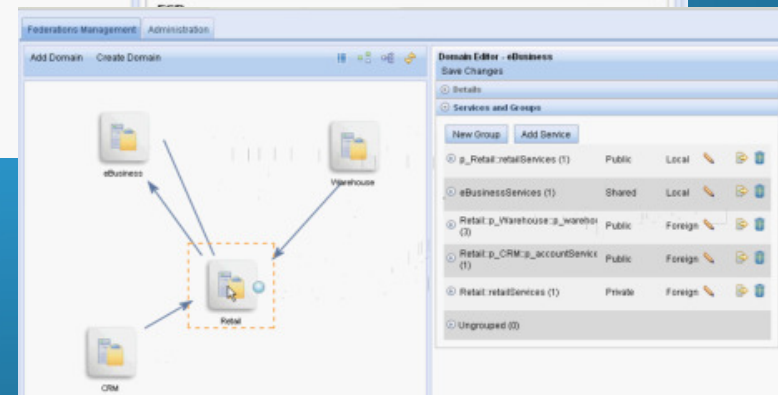 Federations Management Administration
Add Domain Create Domain
eBusiness
Warehouse
Retail
CRM
Domain Editor - eBusiness
Save Changes
Details
Services and Groups
New Group Add Service
p_Retail::retailServices (1) Public Local
eBusinessServices (1) Shared Local
Retail::p_Warehouse::p_warehou Public Foreign
(3)
Retail::p_CRM::p_accountService Public Foreign
(1)
Retail::retailServices (1) Private Foreign
Ungrouped (0)